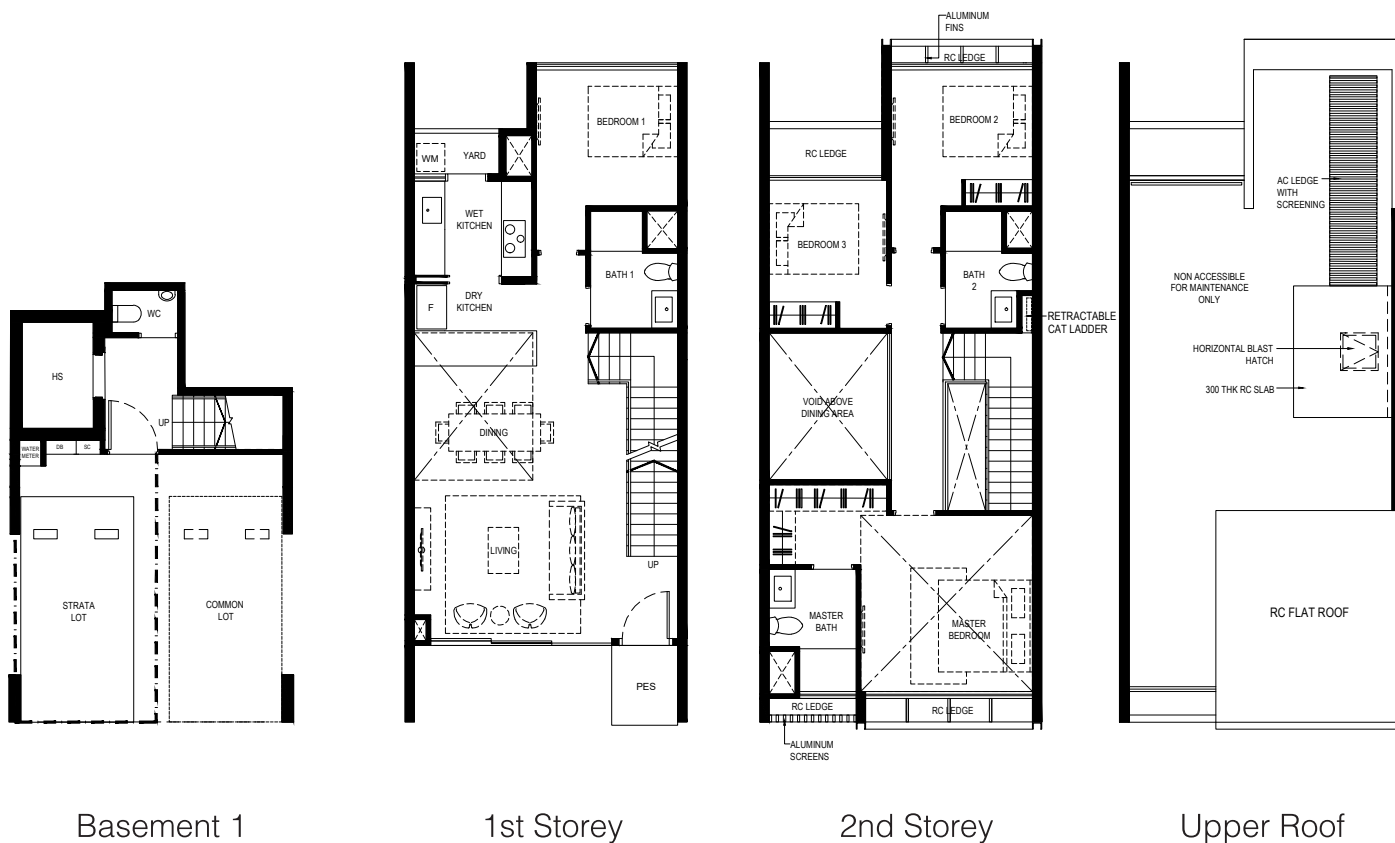 WC
HS
UP
WATER
METER
DB
SC
STRATA
LOT
COMMON
LOT
Basement 1
BEDROOM 1
WM
YARD
WET
KITCHEN
BATH 1
DRY
KITCHEN
F
DINING
LIVING
UP
PES
1st Storey
ALUMINUM
FINS
RC LEDGE
BEDROOM 2
RC LEDGE
BEDROOM 3
BATH
2
RETRACTABLE
CAT LADDER
VOID ABOVE
DINING AREA
MASTER
BATH
MASTER
BEDROOM
RC LEDGE
RC LEDGE
ALUMINUM
SCREENS
2nd Storey
AC LEDGE
WITH
SCREENING
NON ACCESSIBLE
FOR MAINTENANCE
ONLY
HORIZONTAL BLAST
HATCH
300 THK RC SLAB
RC FLAT ROOF
Upper Roof